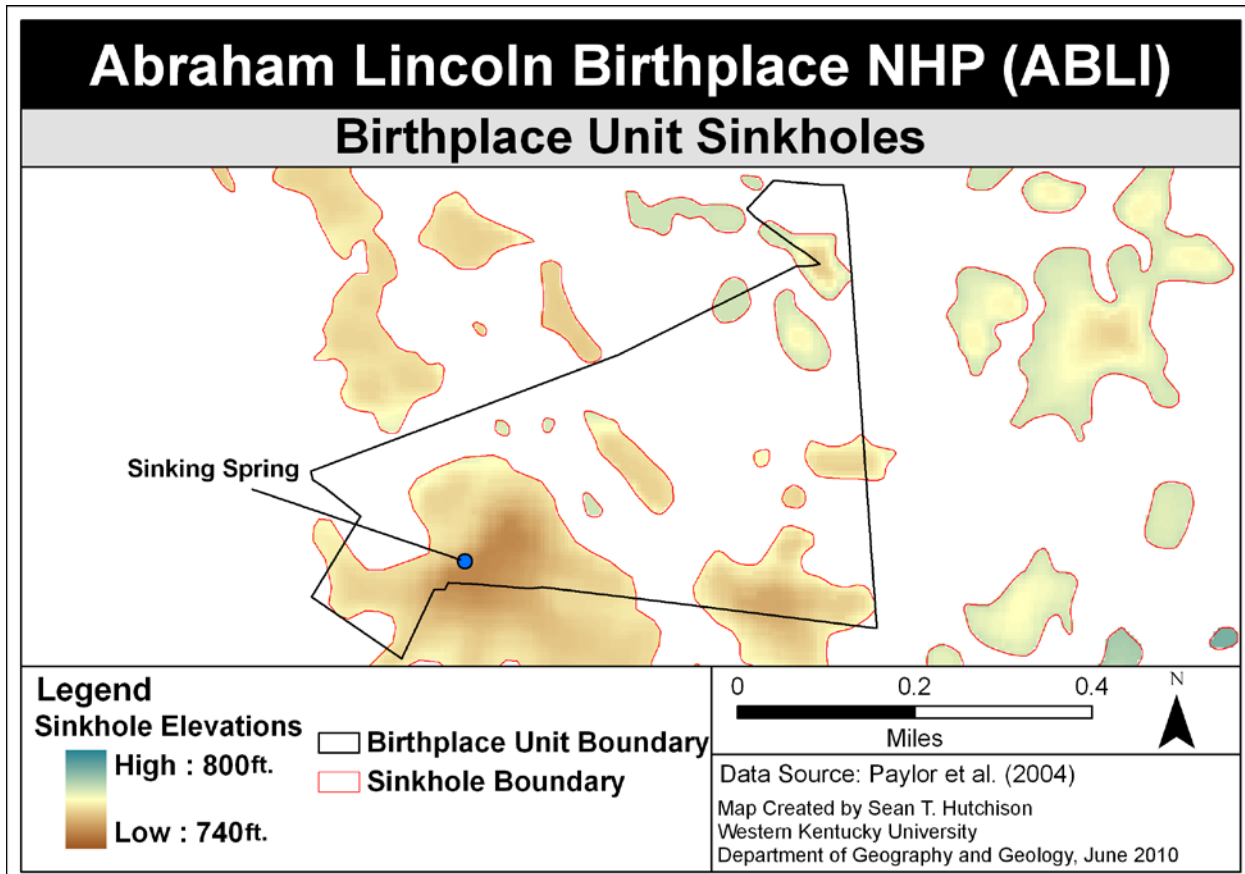 Abraham Lincoln Birthplace NHP (ABLI)
Birthplace Unit Sinkholes
Sinking Spring
Legend
Sinkhole Elevations
High : 800ft.
Low : 740ft.
Birthplace Unit Boundary
Sinkhole Boundary
0 0.2 0.4
Miles
N
Data Source: Paylor et al. (2004)
Map Created by Sean T. Hutchison
Western Kentucky University
Department of Geography and Geology, June 2010